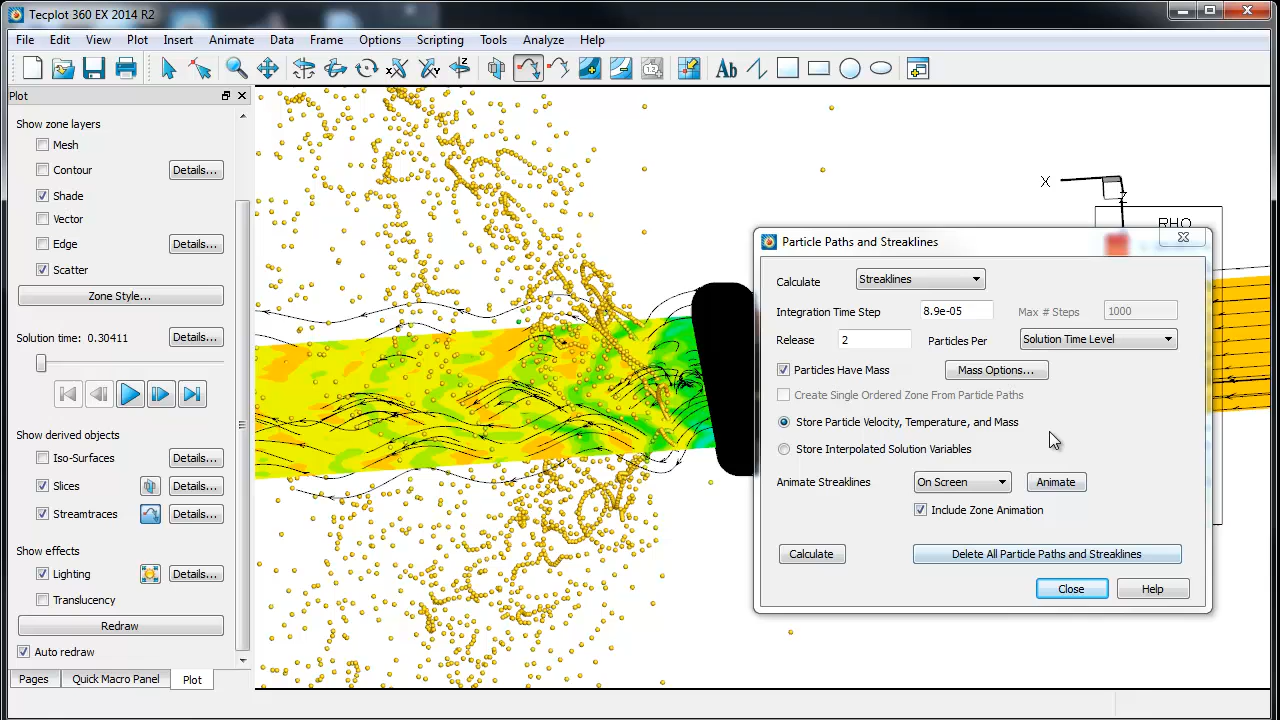 Tecplot 360 EX 2014 R2
File Edit View Plot Insert Animate Data Frame Options Scripting Tools Analyze Help
Ab
Plot
Show zone layers
Mesh
Contour Details...
Shade
Vector
Edge Details...
Scatter
Zone Style...
Solution time: 0.30411 Details...
Show derived objects
Iso-Surfaces Details...
Slices Details...
Streamtraces Details...
Show effects
Lighting Details...
Translucency
Redraw
Auto redraw
Pages Quick Macro Panel Plot
X
Z
RHO
Particle Paths and Streaklines
Calculate Streaklines
Integration Time Step 8.9e-05 Max # Steps 1000
Release 2 Particles Per Solution Time Level
Particles Have Mass Mass Options...
Create Single Ordered Zone From Particle Paths
Store Particle Velocity, Temperature, and Mass
Store Interpolated Solution Variables
Animate Streaklines On Screen Animate
Include Zone Animation
Calculate Delete All Particle Paths and Streaklines
Close Help